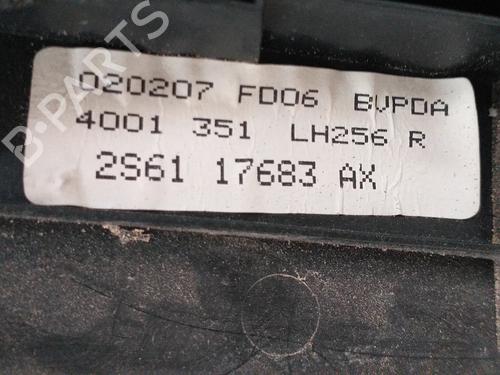 020207 FD06 BVPDA
4001 351 LH256 R
2S61 17683 AX
B-PARTS